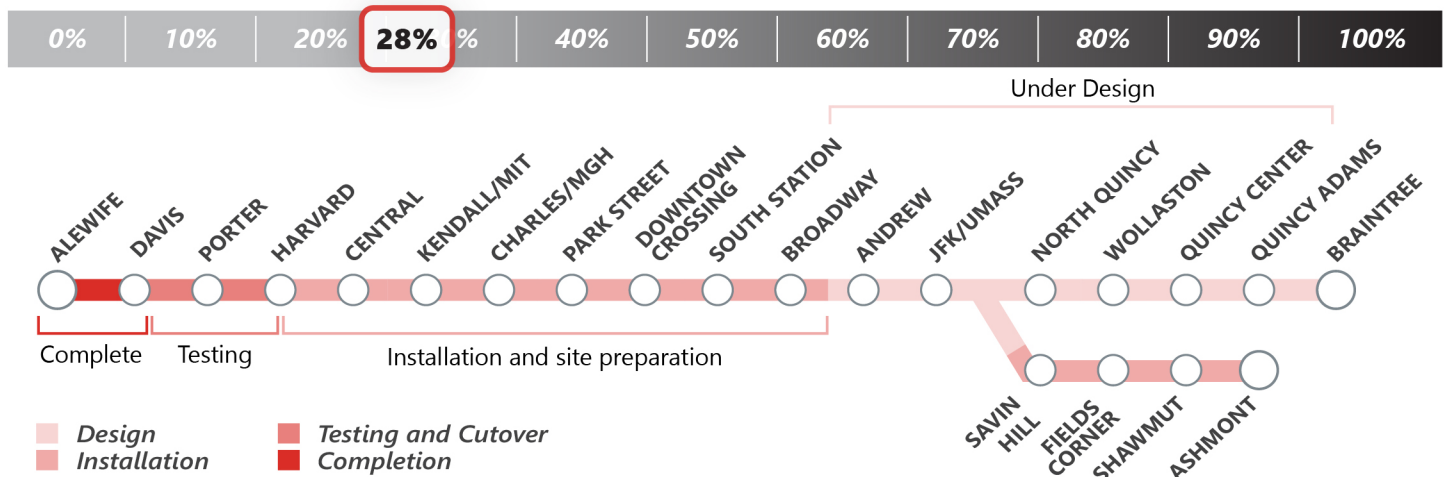 0% 10% 20% 28% 40% 50% 60% 70% 80% 90% 100%
Under Design
ALEWIFE
DAVIS
PORTER
HARVARD
CENTRAL
KENDALL/MIT
CHARLES/MGH
PARK STREET
DOWNTOWN
CROSSING
SOUTH STATION
BROADWAY
ANDREW
JFK/UMASS
NORTH QUINCY
WOLLASTON
QUINCY CENTER
QUINCY ADAMS
BRAINTREE
Complete
Testing
Installation and site preparation
SAVIN
HILL
FIELDS
CORNER
SHAWMUT
ASHMONT
Design
Installation
Testing and Cutover
Completion